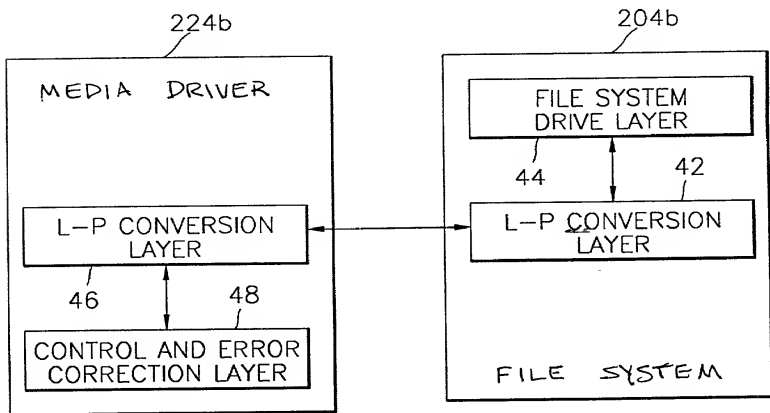 224b
MEDIA DRIVER
L-P CONVERSION
LAYER
46
48
CONTROL AND ERROR
CORRECTION LAYER
204b
FILE SYSTEM
DRIVE LAYER
44
42
L-P CONVERSION
LAYER
FILE SYSTEM